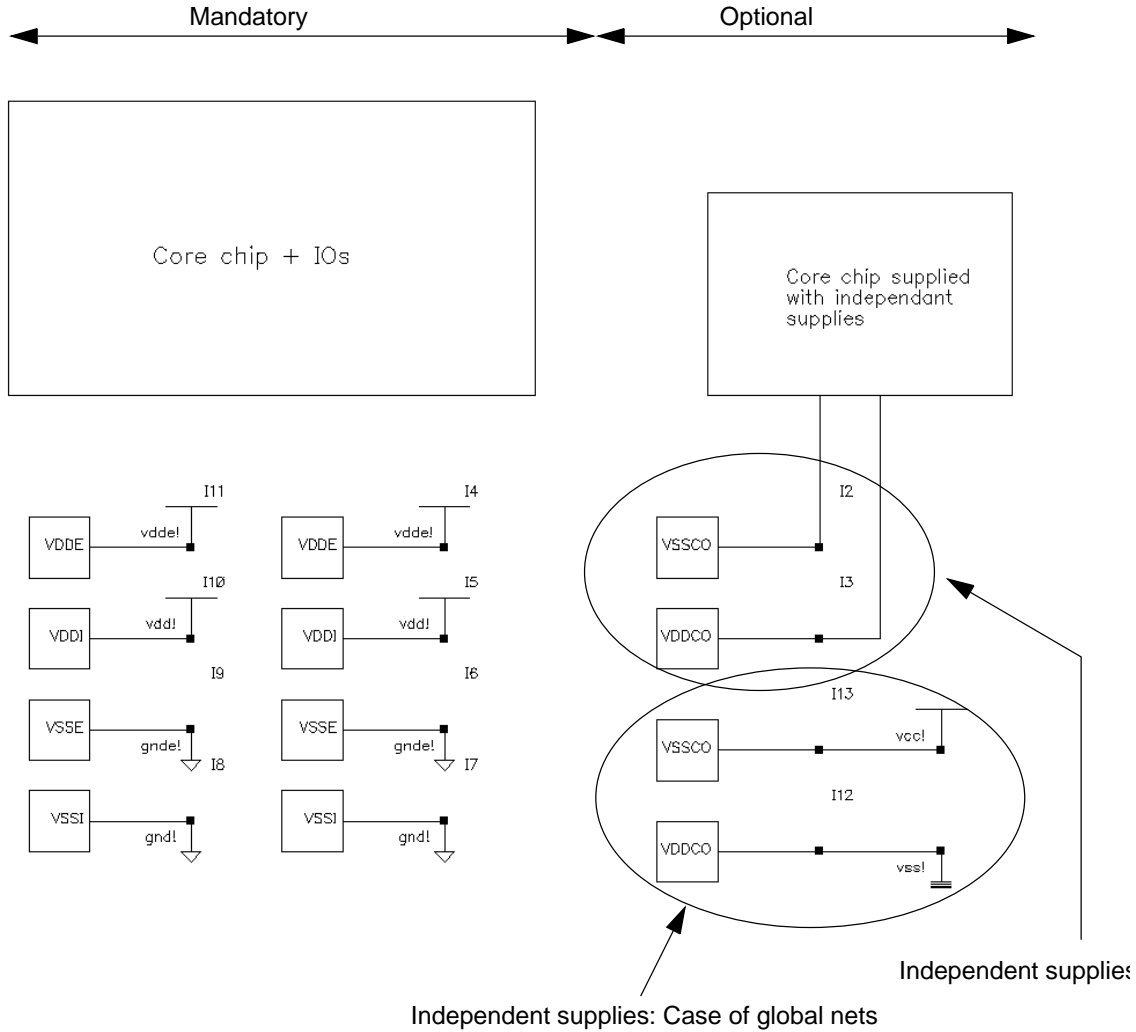 Mandatory
Optional
Core chip + IOs
Core chip supplied
with independant
supplies
I11
I4
I2
VDDE
vdde!
VDDE
vdde!
VSSCO
I10
I5
I3
VDDI
vdd!
VDDI
vdd!
VDDCO
I9
I6
I13
VSSE
gnde!
VSSE
gnde!
VSSCO
vcc!
I8
I7
I12
VSSI
gnd!
VSSI
gnd!
VDDCO
vss!
Independent supplies
Independent supplies: Case of global nets